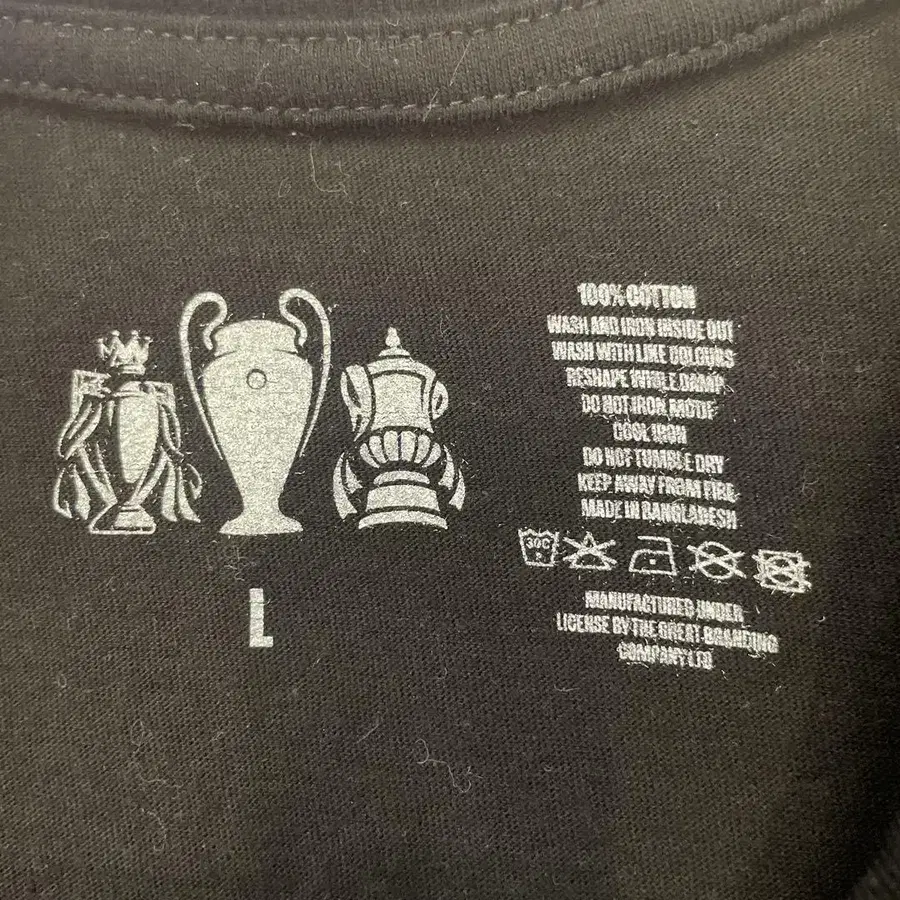 L
100% COTTON
WASH AND IRON INSIDE OUT
WASH WITH LIKE COLOURS
RESHAPE WHILE DAMP
DO NOT IRON MOTIF
COOL IRON
DO NOT TUMBLE DRY
KEEP AWAY FROM FIRE
MADE IN BANGLADESH
30C
MANUFACTURED UNDER
LICENSE BY THE GREAT BRANDING
COMPANY LTD